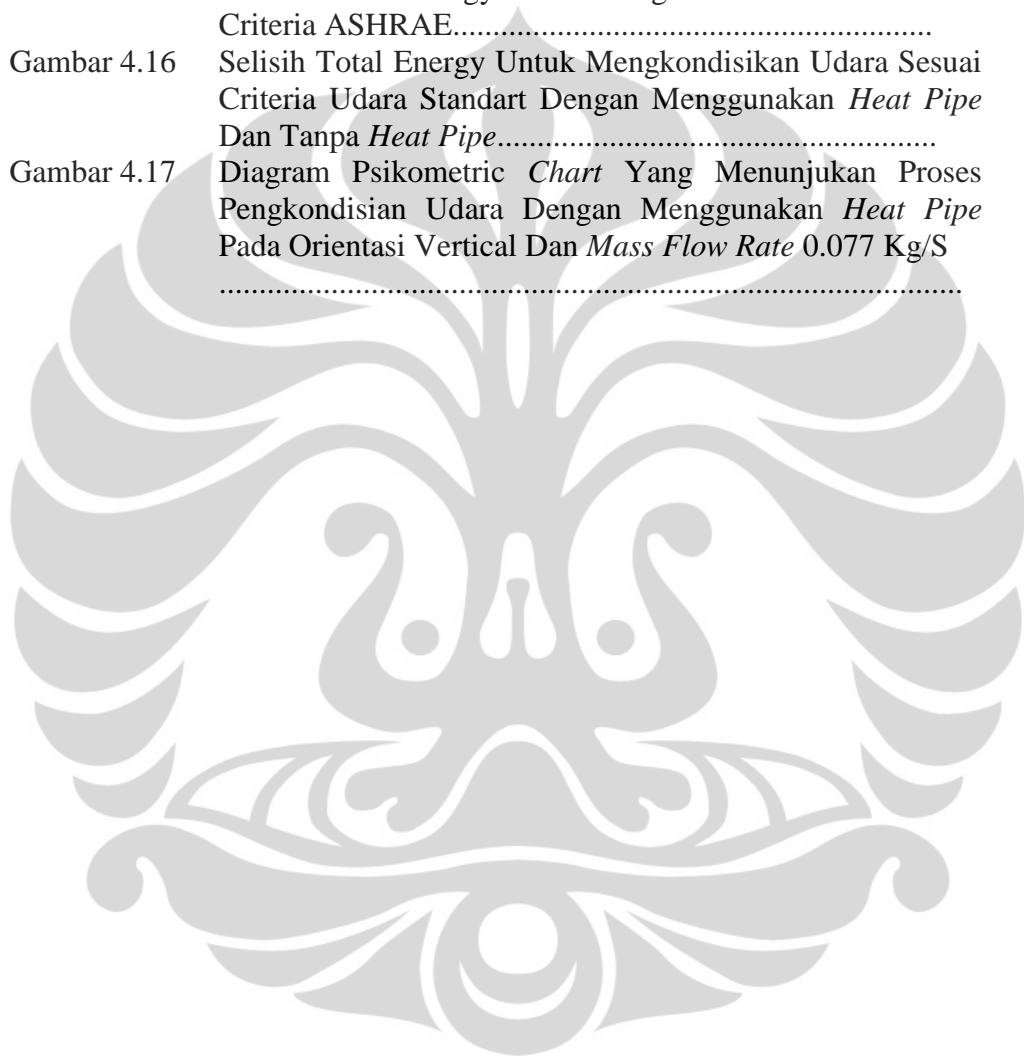 Criteria ASHRAE............................................................
Gambar 4.16 Selisih Total Energy Untuk Mengkondisikan Udara Sesuai
Criteria Udara Standart Dengan Menggunakan Heat Pipe
Dan Tanpa Heat Pipe.......................................................
Gambar 4.17 Diagram Psikometric Chart Yang Menunjukan Proses
Pengkondisian Udara Dengan Menggunakan Heat Pipe
Pada Orientasi Vertical Dan Mass Flow Rate 0.077 Kg/S
..............................................................................................